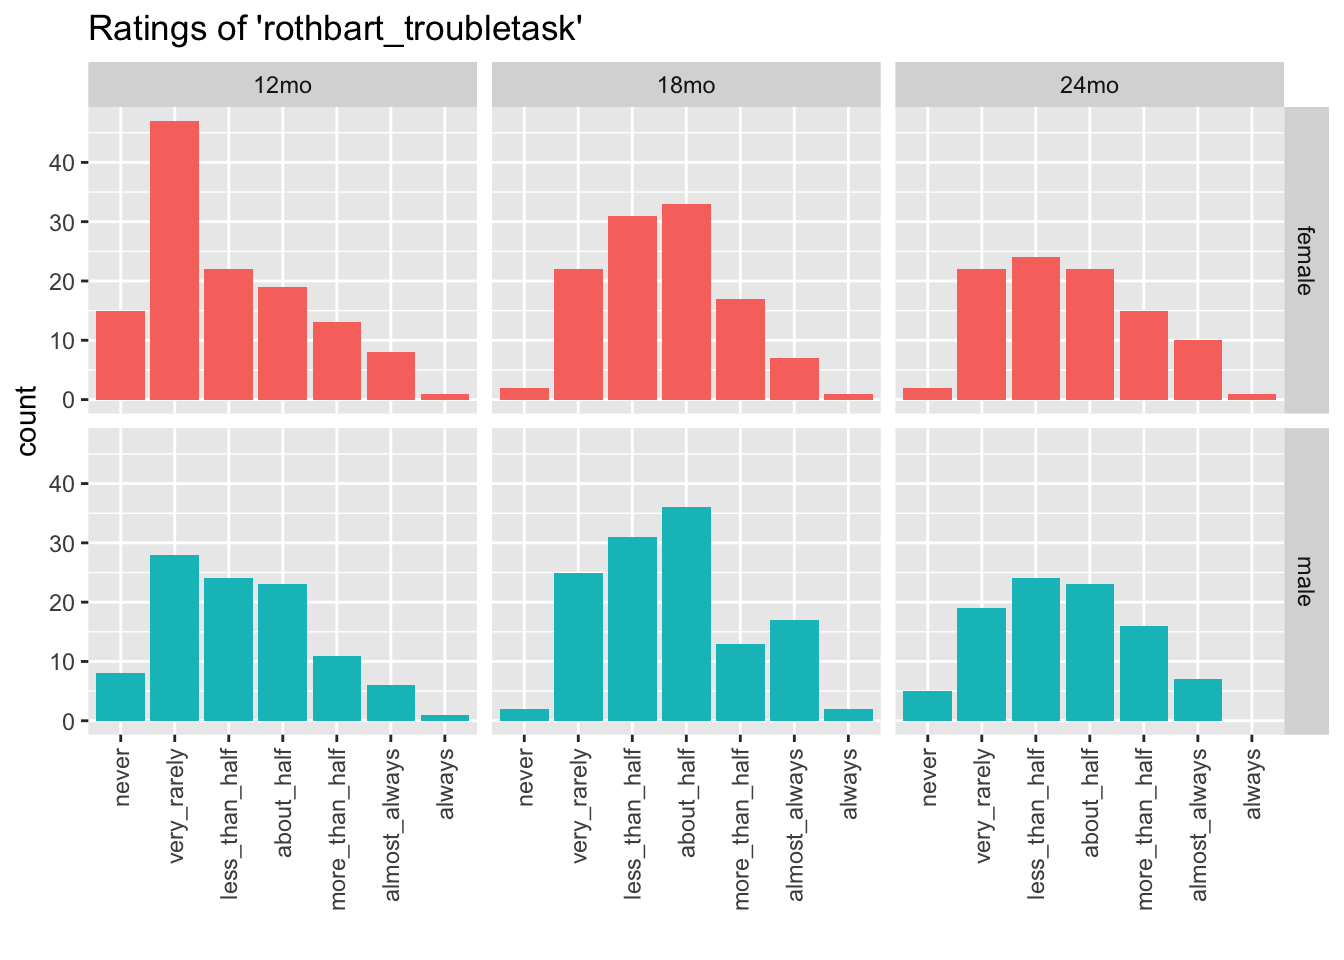 Ratings of 'rothbart_troubletask'
12mo 18mo 24mo
count
40
30
20
10
0
female
40
30
20
10
0
male
never very_rarely less_than_half about_half more_than_half almost_always always
never very_rarely less_than_half about_half more_than_half almost_always always
never very_rarely less_than_half about_half more_than_half almost_always always